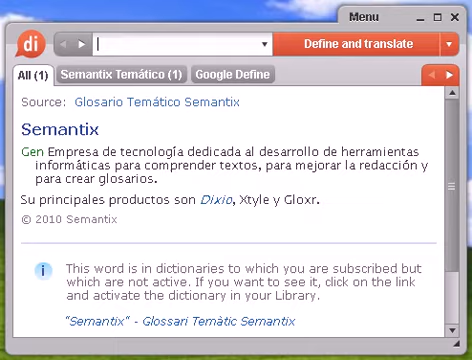 Menu
di
Define and translate
All (1)
Semantix Temático (1)
Google Define
Source: Glosario Temático Semantix
Semantix
Gen Empresa de tecnología dedicada al desarrollo de herramientas
informáticas para comprender textos, para mejorar la redacción y
para crear glosarios.
Su principales producto son Dixio, Xtyle y Gloxr.
© 2010 Semantix
i
This word is in dictionaries to which you are subscribed but
which are not active. If you want to see it, click on the link
and activate the dictionary in your Library.
"Semantix" - Glossari Temàtic Semantix